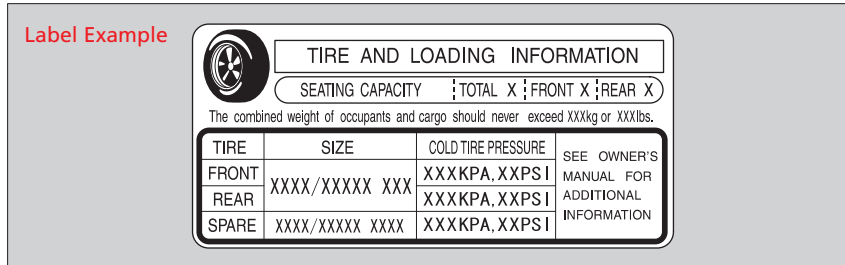 Label Example
TIRE AND LOADING INFORMATION
SEATING CAPACITY TOTAL X FRONT X REAR X
The combined weight of occupants and cargo should never exceed XXXkg or XXXlbs.
TIRE SIZE COLD TIRE PRESSURE
FRONT XXXX/XXXXX XXX XXXKPA,XXPSI
REAR XXXKPA,XXPSI
SPARE XXXX/XXXXX XXXX XXXKPA,XXPSI
SEE OWNER'S
MANUAL FOR
ADDITIONAL
INFORMATION